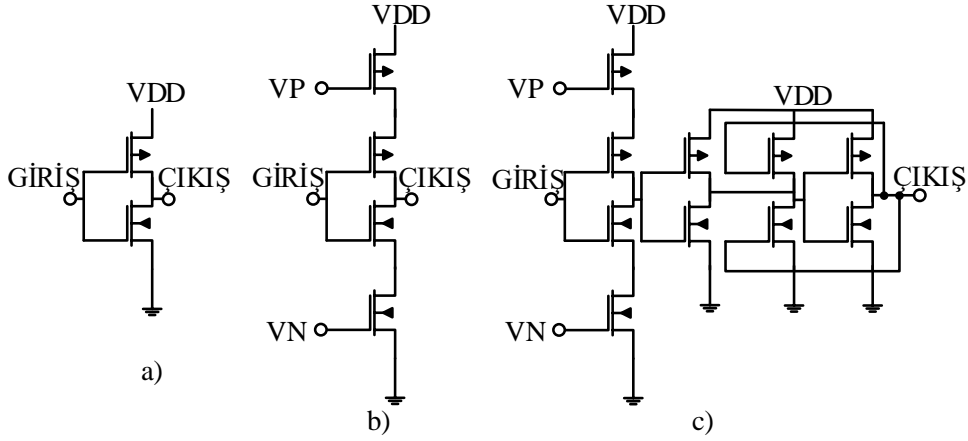 VDD
GİRİŞ
ÇIKIŞ
a)
VDD
VP
GİRİŞ
ÇIKIŞ
VN
b)
VDD
VP
VDD
GİRİŞ
ÇIKIŞ
VN
c)